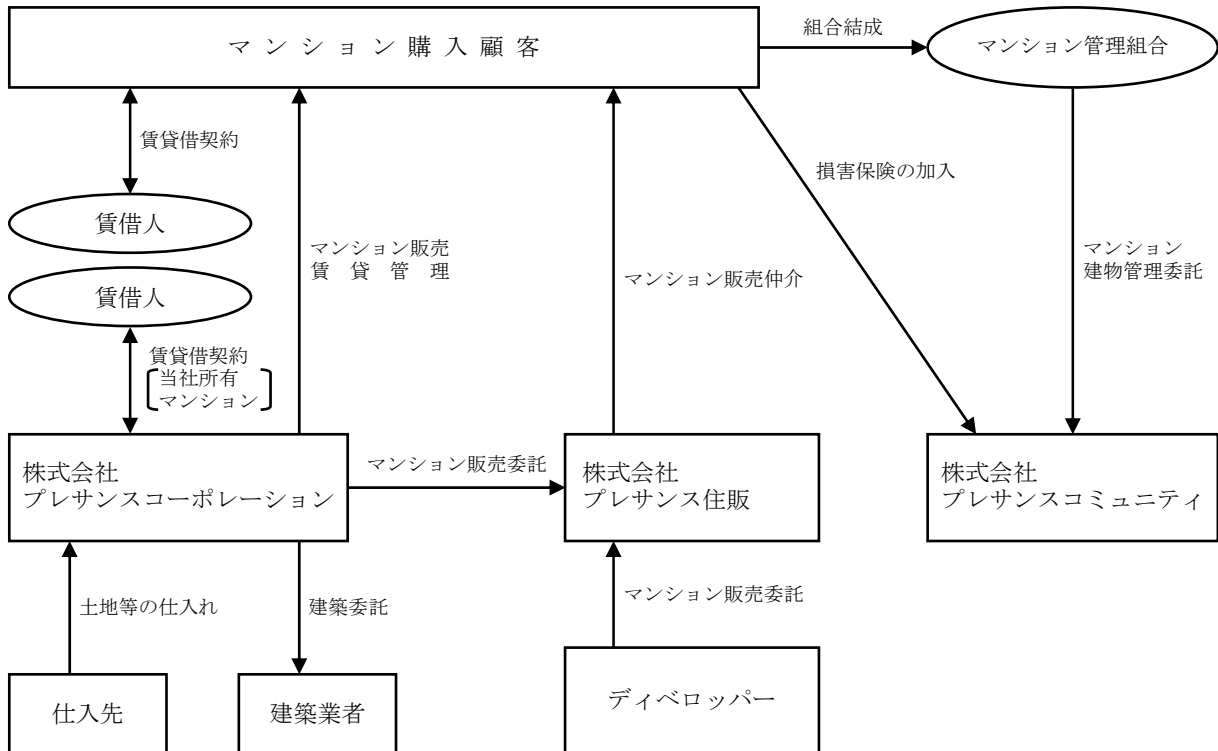 マンション購入顧客
組合結成
マンション管理組合
賃貸借契約
損害保険の加入
賃借人
マンション販売
賃貸管理
マンション販売仲介
マンション
建物管理委託
賃借人
賃貸借契約
当社所有
マンション
株式会社
プレサンスコーポレーション
マンション販売委託
株式会社
プレサンス住販
株式会社
プレサンスコミュニティ
土地等の仕入れ
建築委託
マンション販売委託
仕入先
建築業者
ディベロッパー